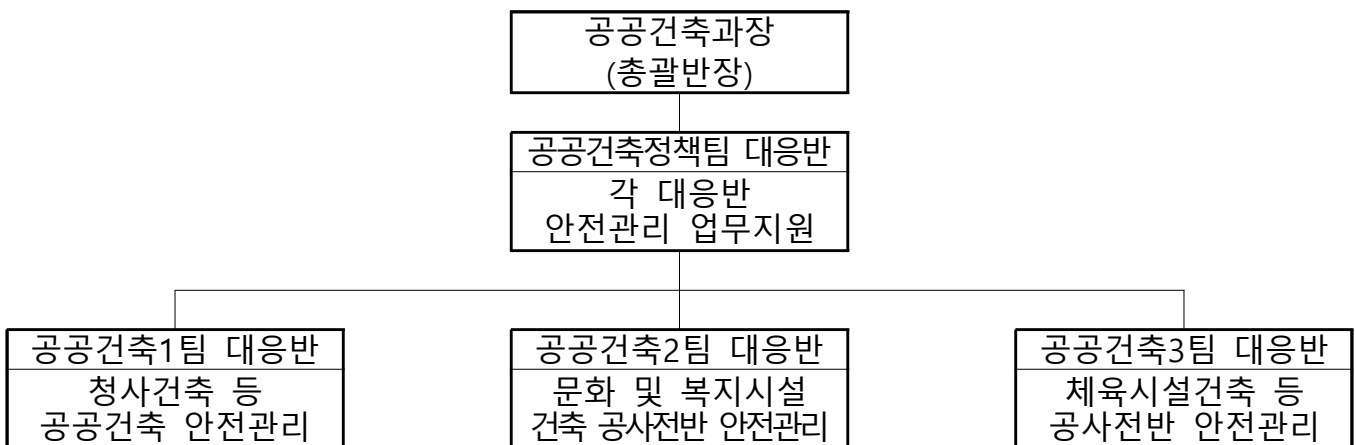 공공건축과장
(총괄반장)
공공건축정책팀 대응반
각 대응반
안전관리 업무지원
공공건축1팀 대응반
청사건축 등
공공건축 안전관리
공공건축2팀 대응반
문화 및 복지시설
건축 공사전반 안전관리
공공건축3팀 대응반
체육시설건축 등
공사전반 안전관리